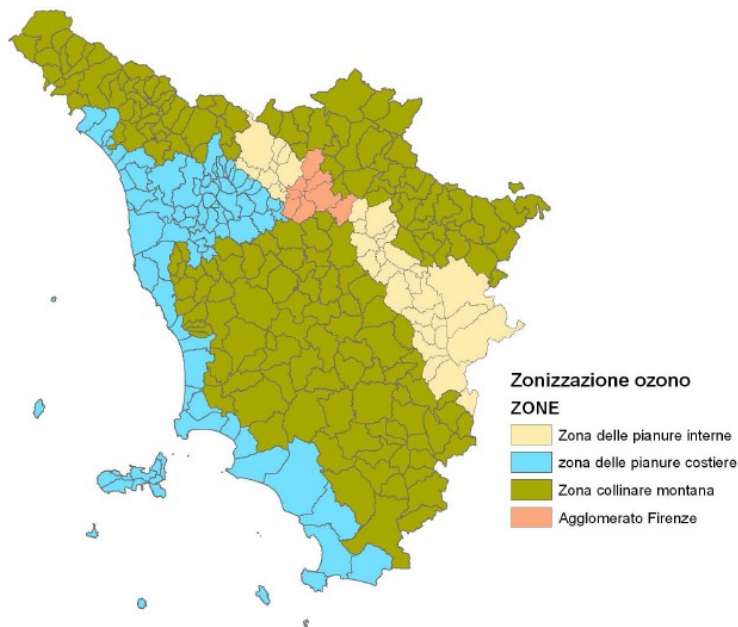 Zonizzazione ozono
ZONE
Zona delle pianure interne
zona delle pianure costiere
Zona collinare montana
Agglomerato Firenze